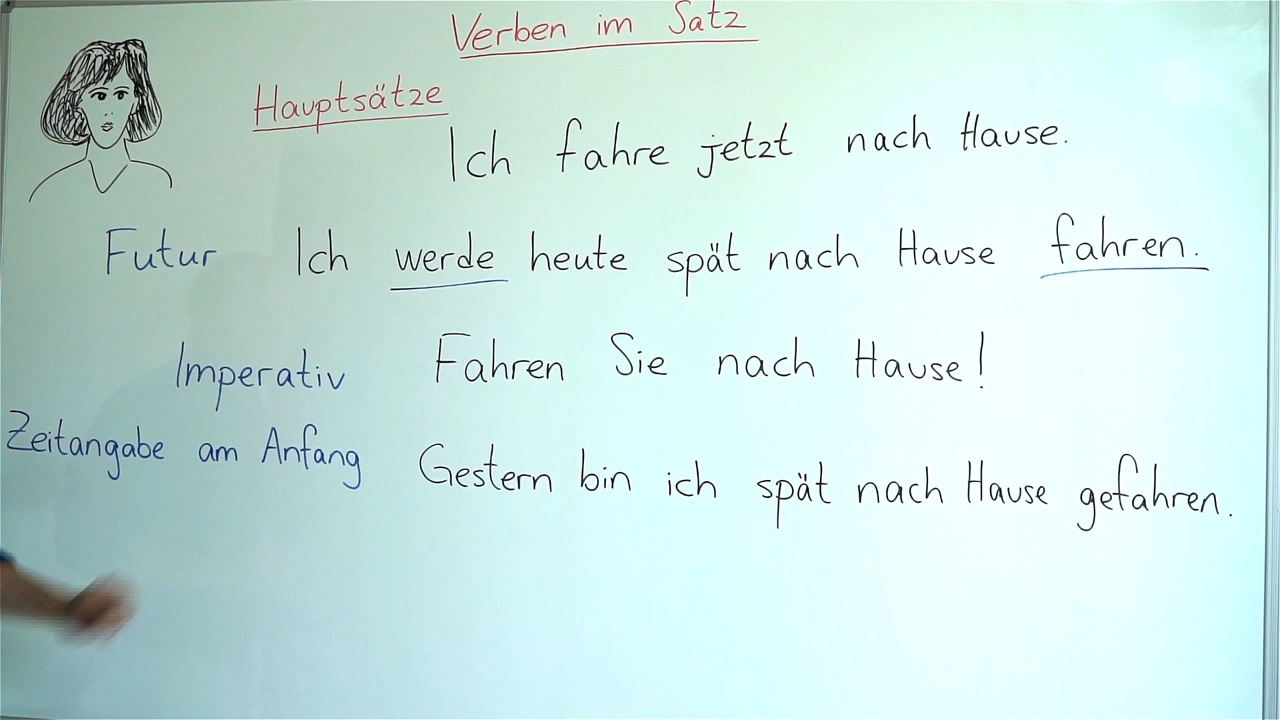 Verben im Satz
Hauptsätze
Ich fahre jetzt nach Hause.
Futur Ich werde heute spät nach Hause fahren.
Imperativ Fahren Sie nach Hause!
Zeitangabe am Anfang Gestern bin ich spät nach Hause gefahren.